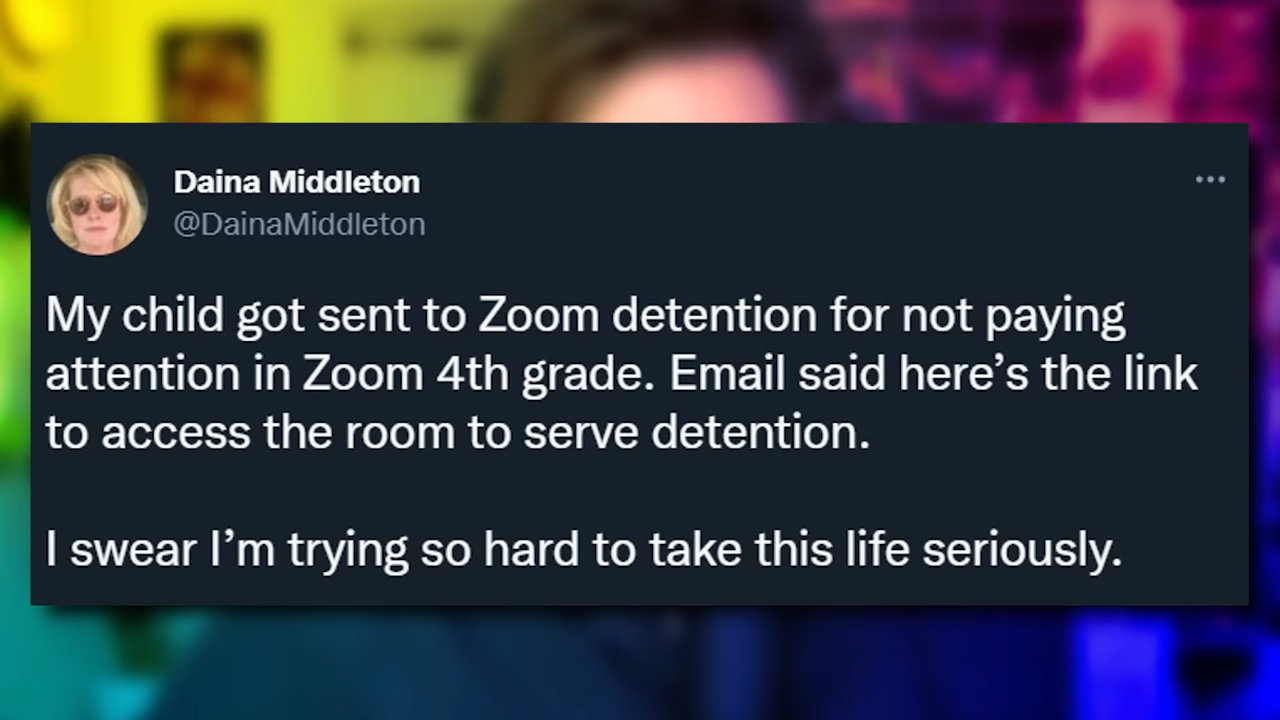 Daina Middleton
@DainaMiddleton
My child got sent to Zoom detention for not paying
attention in Zoom 4th grade. Email said here’s the link
to access the room to serve detention.
I swear I’m trying so hard to take this life seriously.